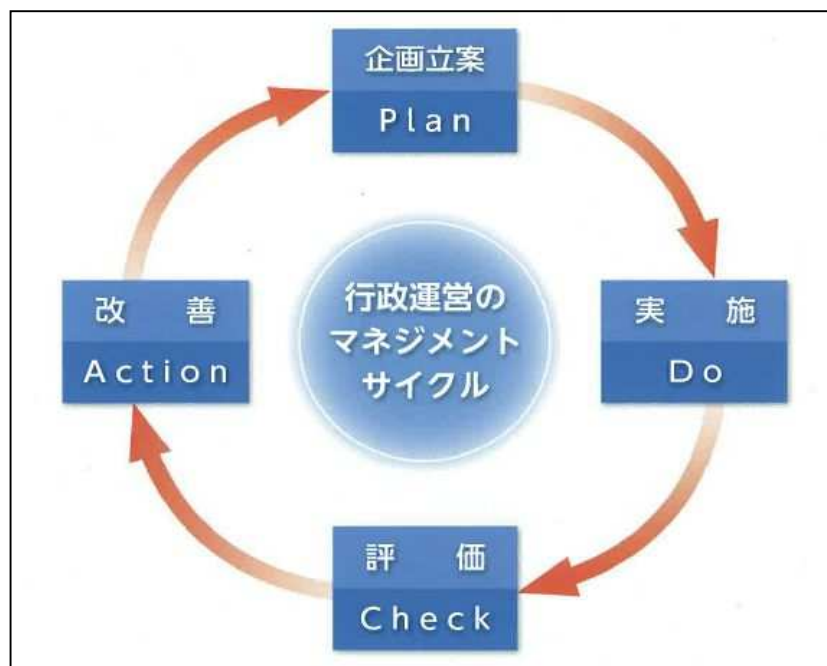 企画立案
Plan
実施
Do
評価
Check
改善
Action
行政運営の
マネジメント
サイクル